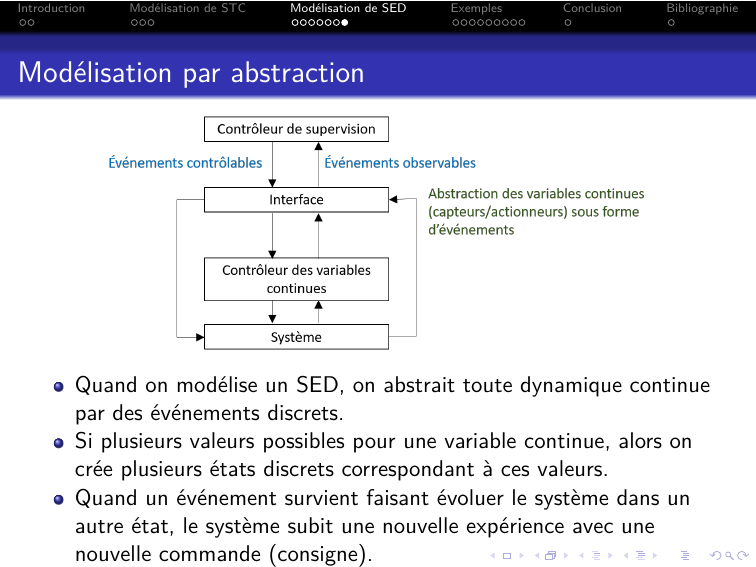 Introduction Modélisation de STC Modélisation de SED Exemples Conclusion Bibliographie
Modélisation par abstraction
Contrôleur de supervision
Événements contrôlables Événements observables
Interface
Abstraction des variables continues
(capteurs/actionneurs) sous forme
d'événements
Contrôleur des variables
continues
Système
Quand on modélise un SED, on abstrait toute dynamique continue
par des événements discrets.
Si plusieurs valeurs possibles pour une variable continue, alors on
crée plusieurs états discrets correspondant à ces valeurs.
Quand un événement survient faisant évoluer le système dans un
autre état, le système subit une nouvelle expérience avec une
nouvelle commande (consigne).